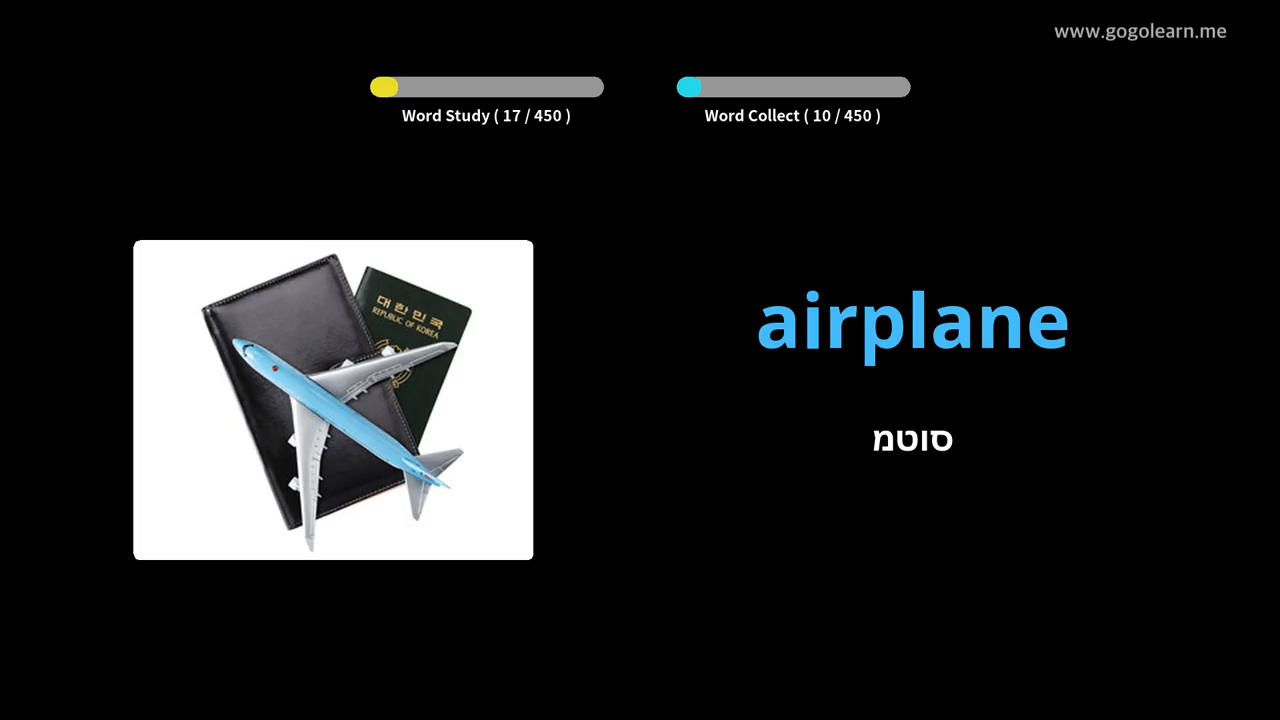 www.gogolearn.me
Word Study ( 17 / 450 )
Word Collect ( 10 / 450 )
대한민국
REPUBLIC OF KOREA
airplane
סוטמ